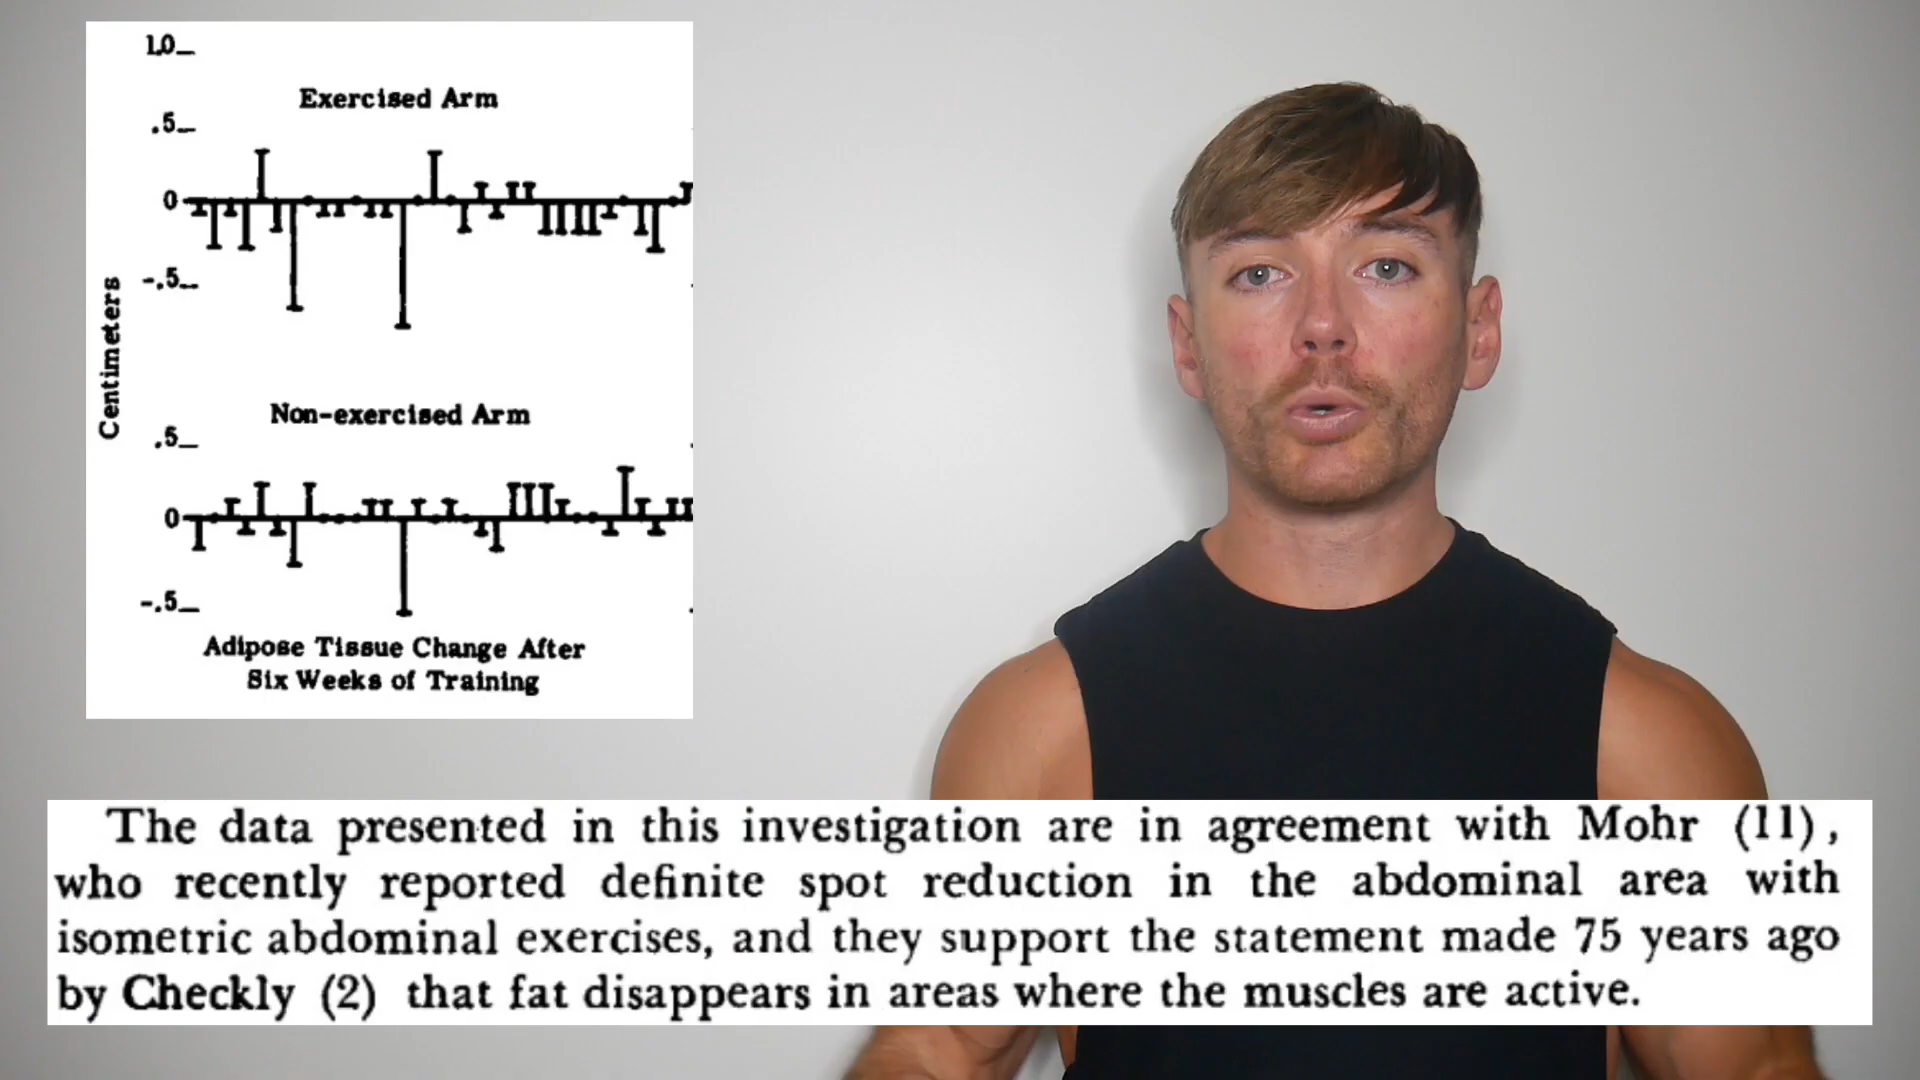 1.0
Exercised Arm
.5
0
-.5
Centimeters
Non-exercised Arm
.5
0
-.5
Adipose Tissue Change After
Six Weeks of Training
The data presented in this investigation are in agreement with Mohr (11),
who recently reported definite spot reduction in the abdominal area with
isometric abdominal exercises, and they support the statement made 75 years ago
by Checkly (2) that fat disappears in areas where the muscles are active.